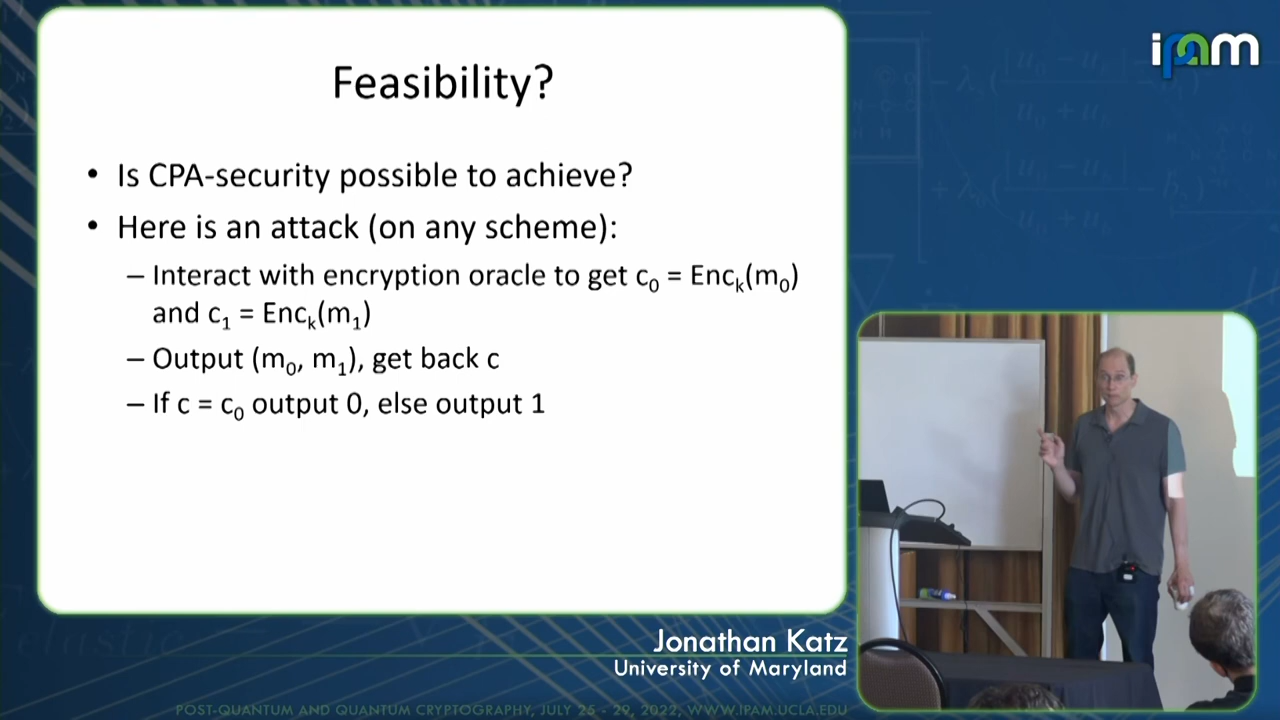 Feasibility?
• Is CPA-security possible to achieve?
• Here is an attack (on any scheme):
– Interact with encryption oracle to get c₀ = Encₖ(m₀)
and c₁ = Encₖ(m₁)
– Output (m₀, m₁), get back c
– If c = c₀ output 0, else output 1
ipam
Jonathan Katz
University of Maryland
POST-QUANTUM AND QUANTUM CRYPTOGRAPHY, JULY 25 - 29, 2022, WWW.IPAM.UCLA.EDU